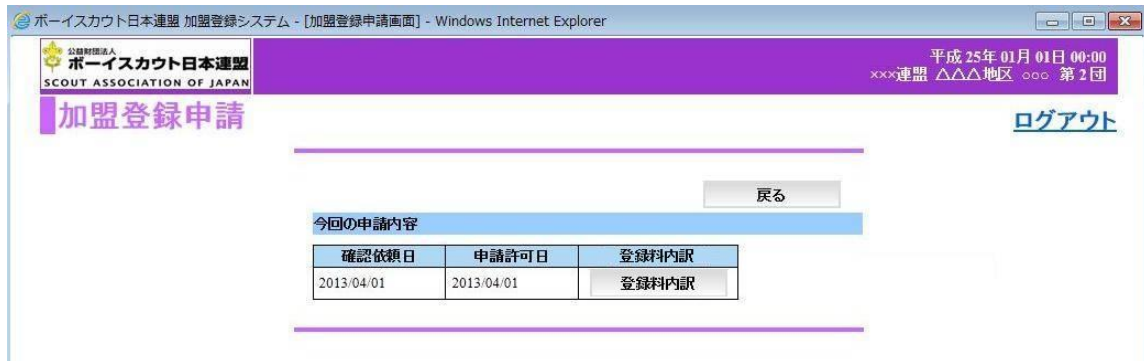 ボーイスカウト日本連盟 加盟登録システム - [加盟登録申請画面] - Windows Internet Explorer
公益財団法人
ボーイスカウト日本連盟
SCOUT ASSOCIATION OF JAPAN
平成 25年 01月 01日 00:00
×××連盟 △△△地区 ○○○ 第 2 団
加盟登録申請
ログアウト
戻る
今回の申請内容
確認依頼日 申請許可日 登録料内訳
2013/04/01 2013/04/01 登録料内訳